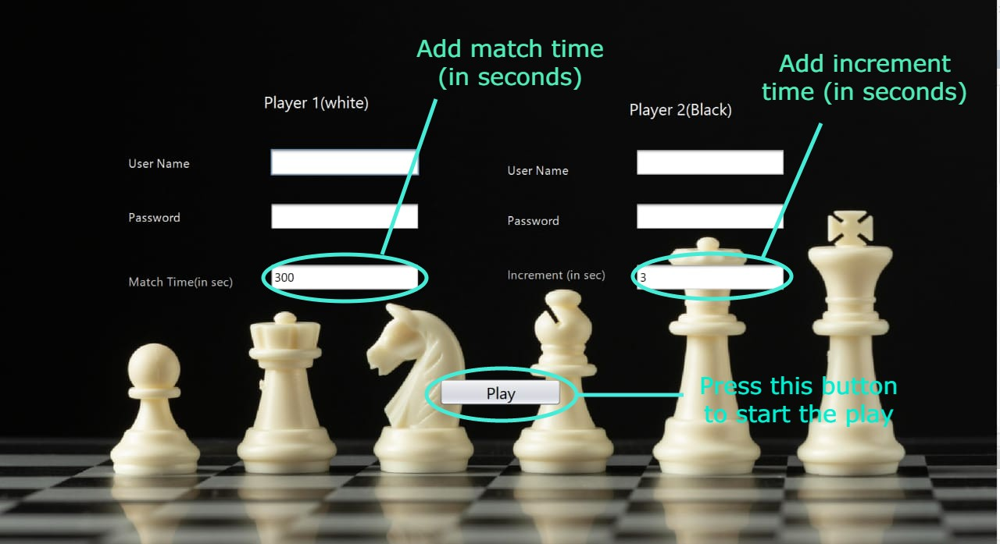 Add match time
(in seconds)
Add increment
time (in seconds)
Player 1(white)
Player 2(Black)
User Name
User Name
Password
Password
Match Time(in sec)
300
Increment (in sec)
3
Play
Press this button
to start the play